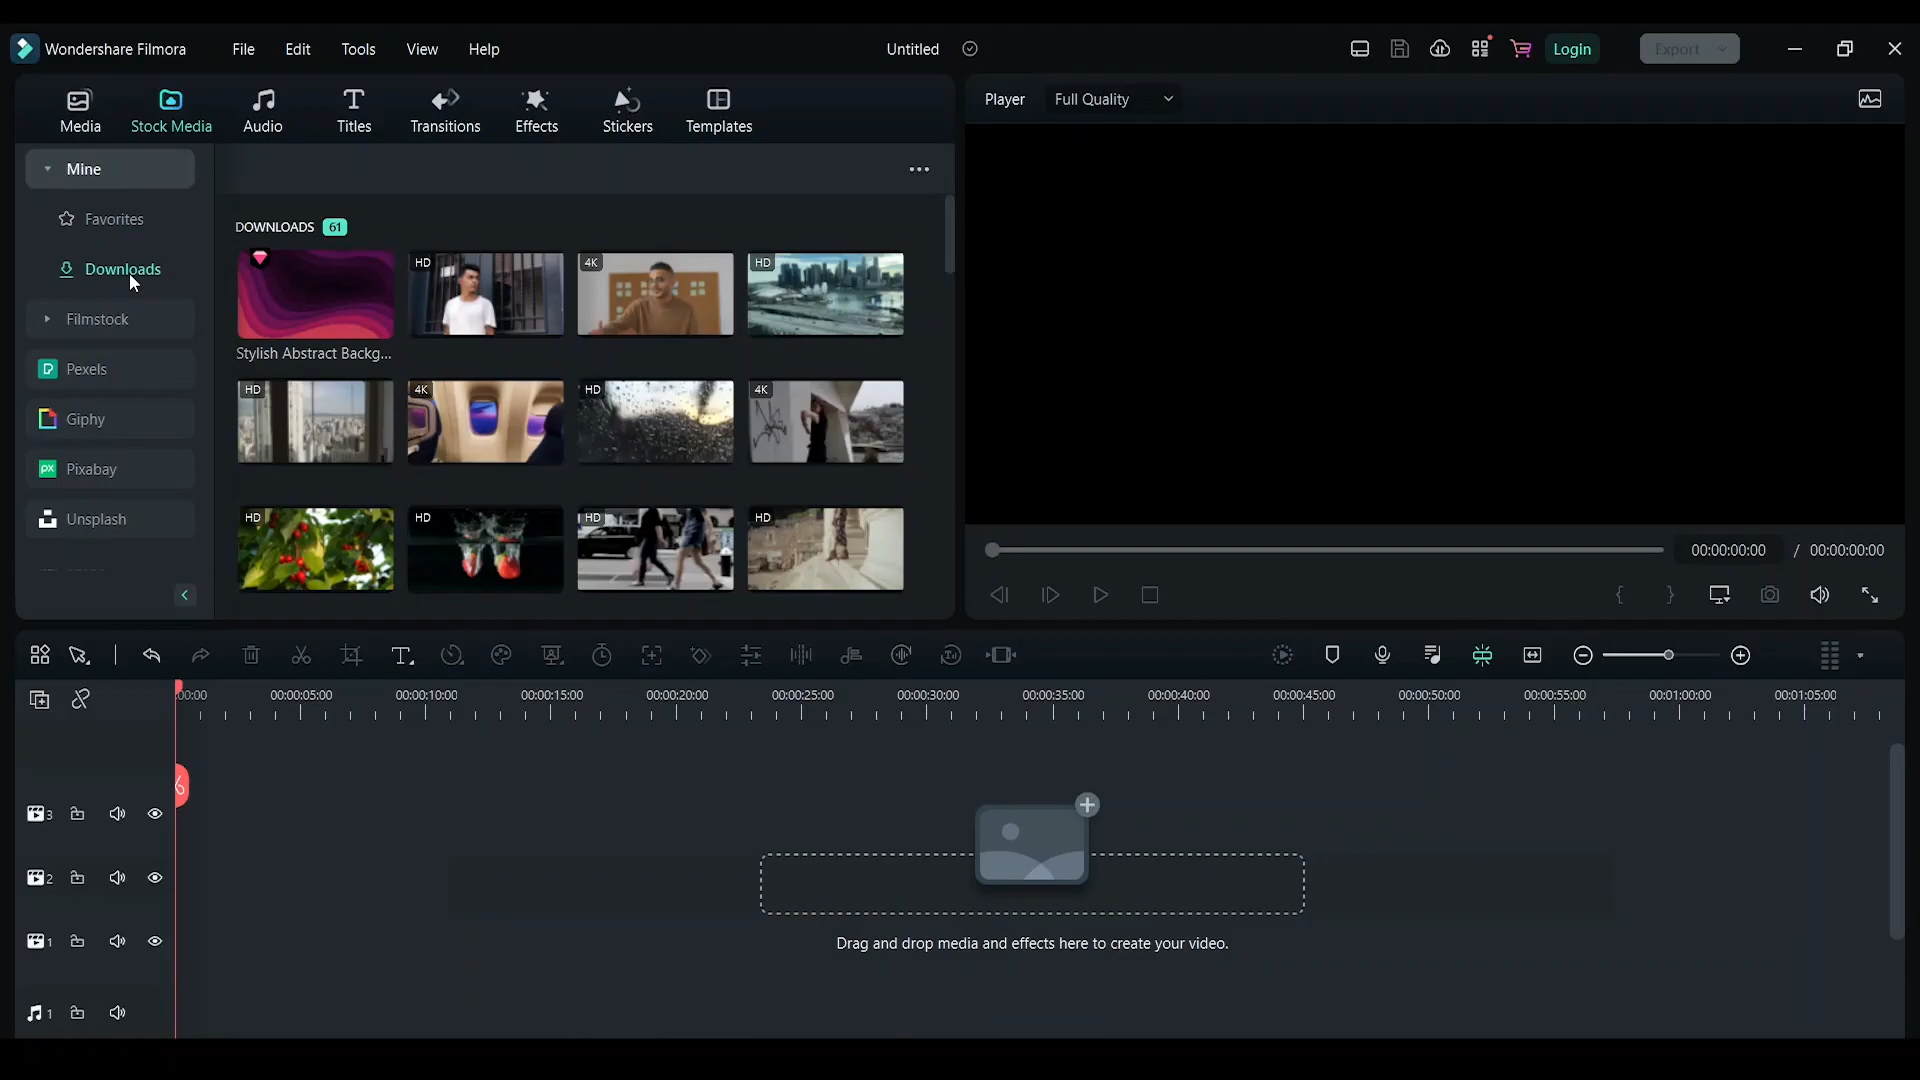 Wondershare Filmora File Edit Tools View Help Untitled Login Export
Media Stock Media Audio Titles Transitions Effects Stickers Templates
Player Full Quality
Mine
Favorites
Downloads
Filmstock
Pexels
Giphy
Pixabay
Unsplash
DOWNLOADS 61
HD 4K HD
Stylish Abstract Backg...
HD 4K HD 4K
HD HD HD HD
00:00:00:00 / 00:00:00:00
:00:00 00:00:05:00 00:00:10:00 00:00:15:00 00:00:20:00 00:00:25:00 00:00:30:00 00:00:35:00 00:00:40:00 00:00:45:00 00:00:50:00 00:00:55:00 00:01:00:00 00:01:05:00
3
2
1
Drag and drop media and effects here to create your video.
1